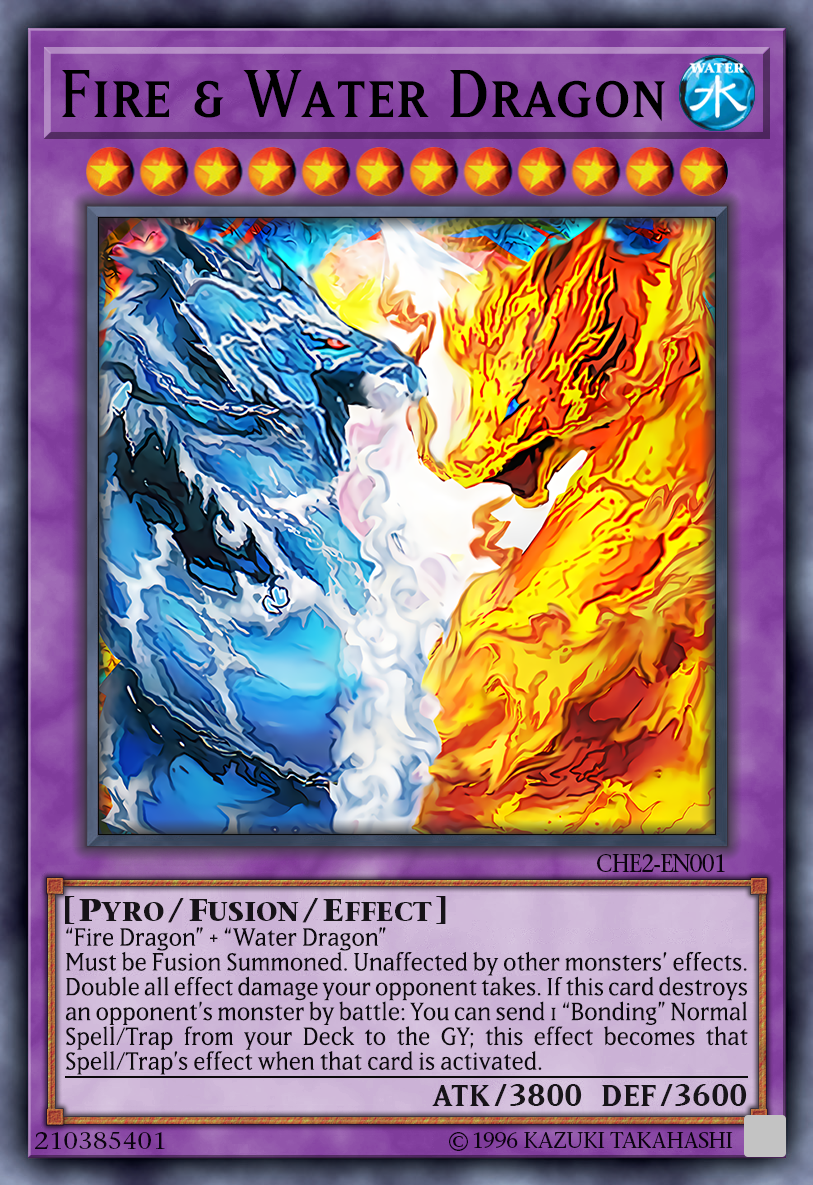 Fire & Water Dragon
WATER
水
CHE2-EN001
[ Pyro / Fusion / Effect ]
“Fire Dragon” + “Water Dragon”
Must be Fusion Summoned. Unaffected by other monsters' effects.
Double all effect damage your opponent takes. If this card destroys
an opponent's monster by battle: You can send 1 “Bonding” Normal
Spell/Trap from your Deck to the GY; this effect becomes that
Spell/Trap's effect when that card is activated.
ATK/3800 DEF/3600
210385401
© 1996 KAZUKI TAKAHASHI